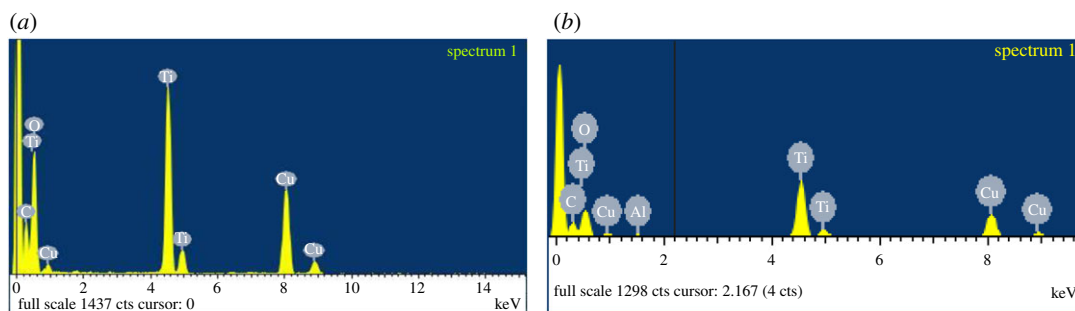 (a)
spectrum 1
Ti
O
Ti
Cu
C
Ti
Cu
Cu
0 2 4 6 8 10 12 14
full scale 1437 cts cursor: 0 keV
(b)
spectrum 1
O
Ti
Ti
C
Cu
Al
Ti
Cu
Cu
0 2 4 6 8
full scale 1298 cts cursor: 2.167 (4 cts) keV